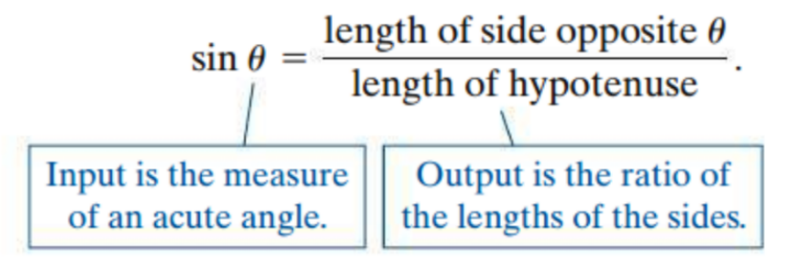 sin θ = length of side opposite θ
length of hypotenuse .
Input is the measure
of an acute angle.
Output is the ratio of
the lengths of the sides.